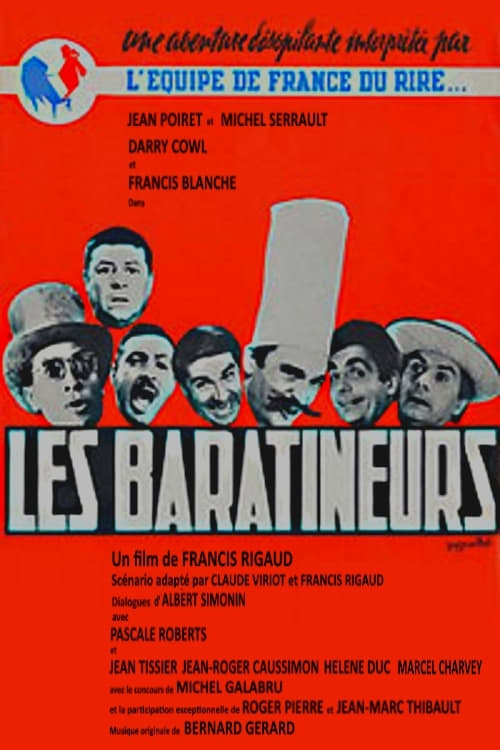 une aventure désopilante interprétée par
L'EQUIPE DE FRANCE DU RIRE...
JEAN POIRET et MICHEL SERRAULT
DARRY COWL
et
FRANCIS BLANCHE
Dans
LES BARATINEURS
Un film de FRANCIS RIGAUD
Scénario adapté par CLAUDE VIRIOT et FRANCIS RIGAUD
Dialogues d'ALBERT SIMONIN
avec
PASCALE ROBERTS
et
JEAN TISSIER JEAN-ROGER CAUSSIMON HELENE DUC MARCEL CHARVEY
avec le concours de MICHEL GALABRU
et la participation exceptionnelle de ROGER PIERRE et JEAN-MARC THIBAULT
Musique originale de BERNARD GERARD